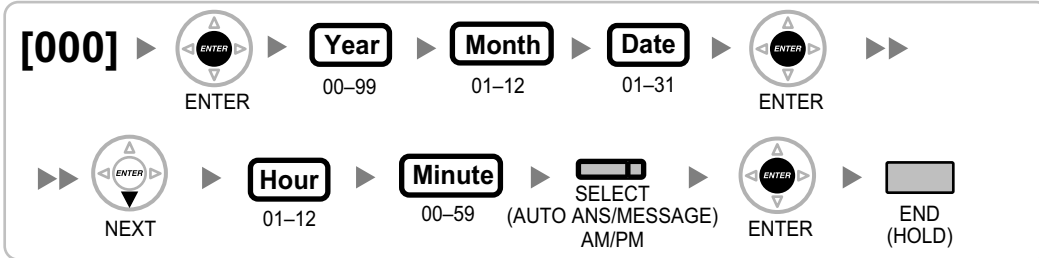 [000] ENTER Year Month Date ENTER
00–99 01–12 01–31
ENTER ENTER
ENTER Hour Minute ENTER
SELECT
01–12 00–59 (AUTO ANS/MESSAGE) END
NEXT AM/PM ENTER (HOLD)